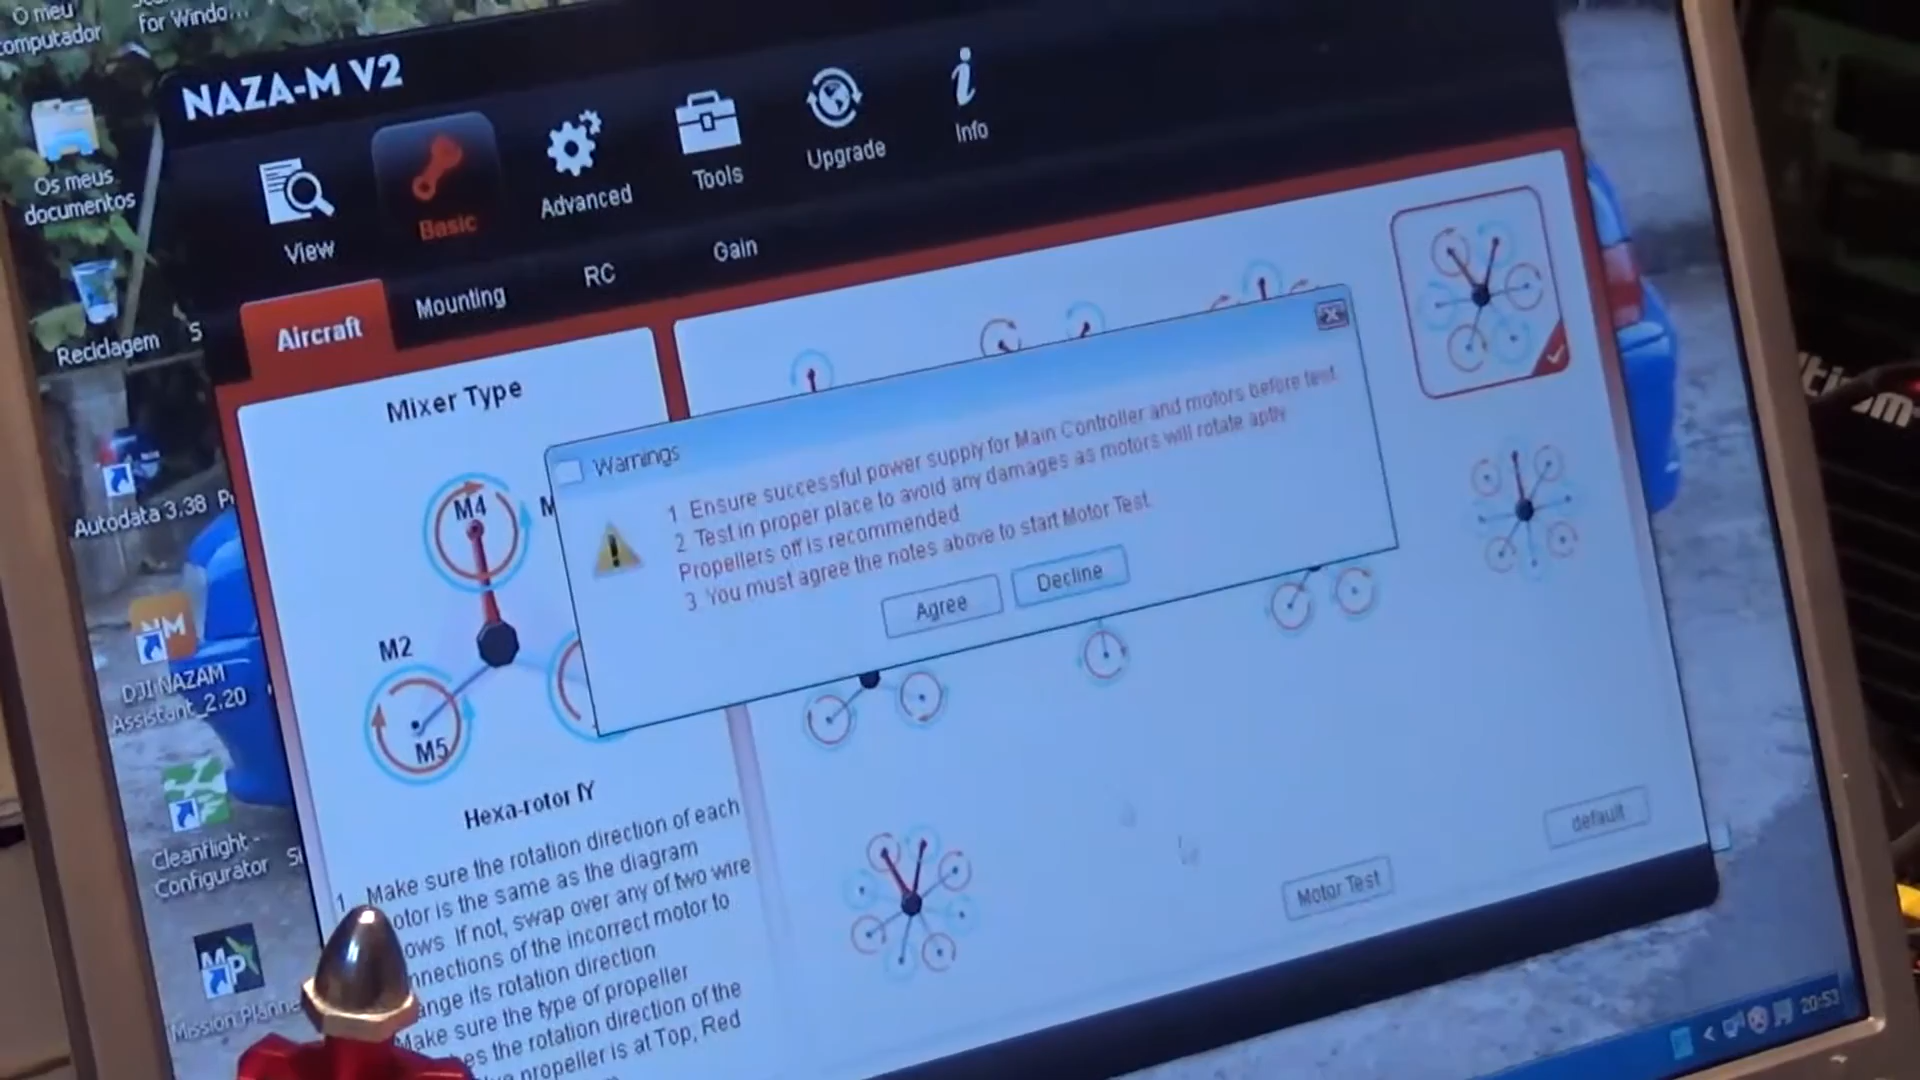 O meu
computador
for Windo...
NAZA-M V2
View
Basic
Advanced
Tools
Upgrade
Info
Os meus
documentos
Reciclagem
S
Autodata 3.38
DJI NAZAM
Assistant_2.20
Cleanflight -
Configurator
MP
Mission Planne
Aircraft
Mounting
RC
Gain
Mixer Type
M4
M
M2
M5
Hexa-rotor IY
1. Make sure the rotation direction of each
otor is the same as the diagram
ows. If not, swap over any of two wire
nnections of the incorrect motor to
ange its rotation direction
Make sure the type of propeller
es the rotation direction of the
propeller is at Top, Red
Warnings
1 Ensure successful power supply for Main Controller and motors before test
2 Test in proper place to avoid any damages as motors will rotate aptly
Propellers off is recommended
3 You must agree the notes above to start Motor Test.
Agree
Decline
default
Motor Test
20:53